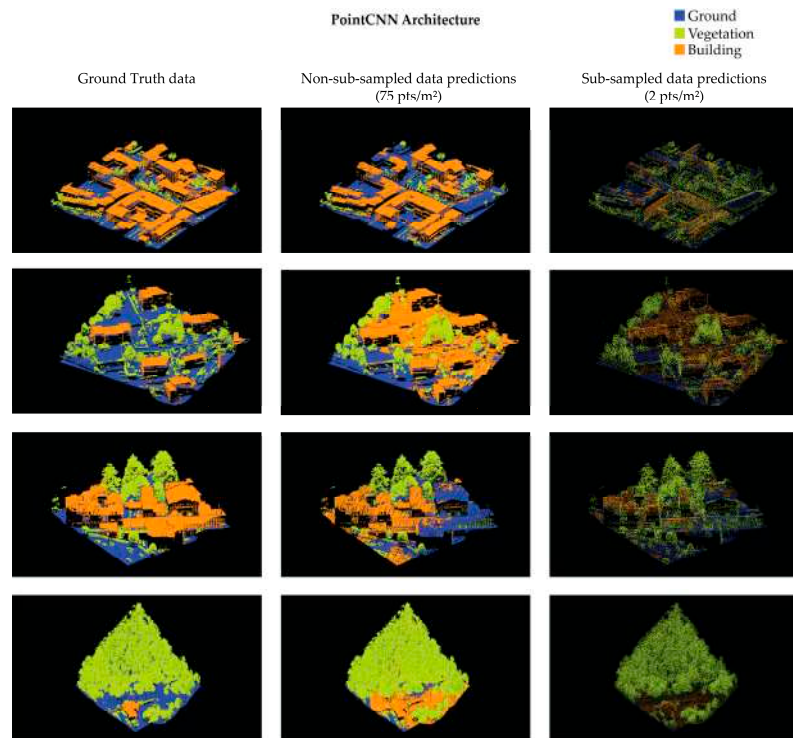 PointCNN Architecture
Ground
Vegetation
Building
Ground Truth data
Non-sub-sampled data predictions
(75 pts/m²)
Sub-sampled data predictions
(2 pts/m²)